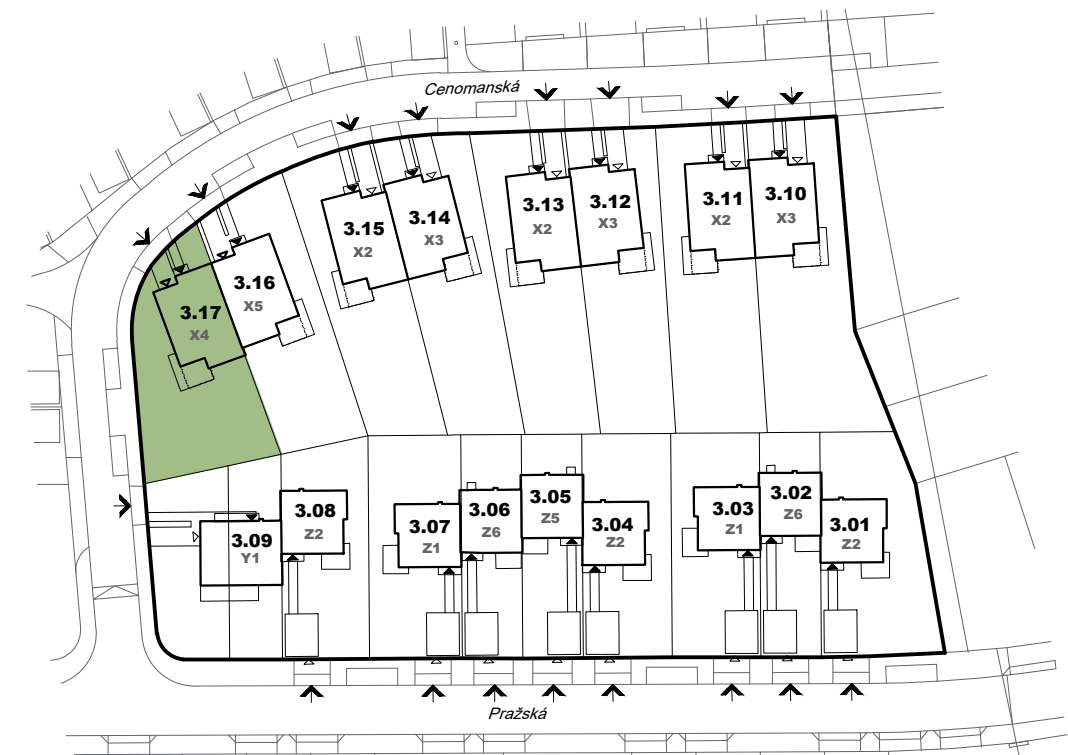 Cenomanská
3.10
X3
3.11
X2
3.12
X3
3.13
X2
3.14
X3
3.15
X2
3.16
X5
3.17
X4
3.09
Y1
3.08
Z2
3.07
Z1
3.06
Z6
3.05
Z5
3.04
Z2
3.03
Z1
3.02
Z6
3.01
Z2
Pražská